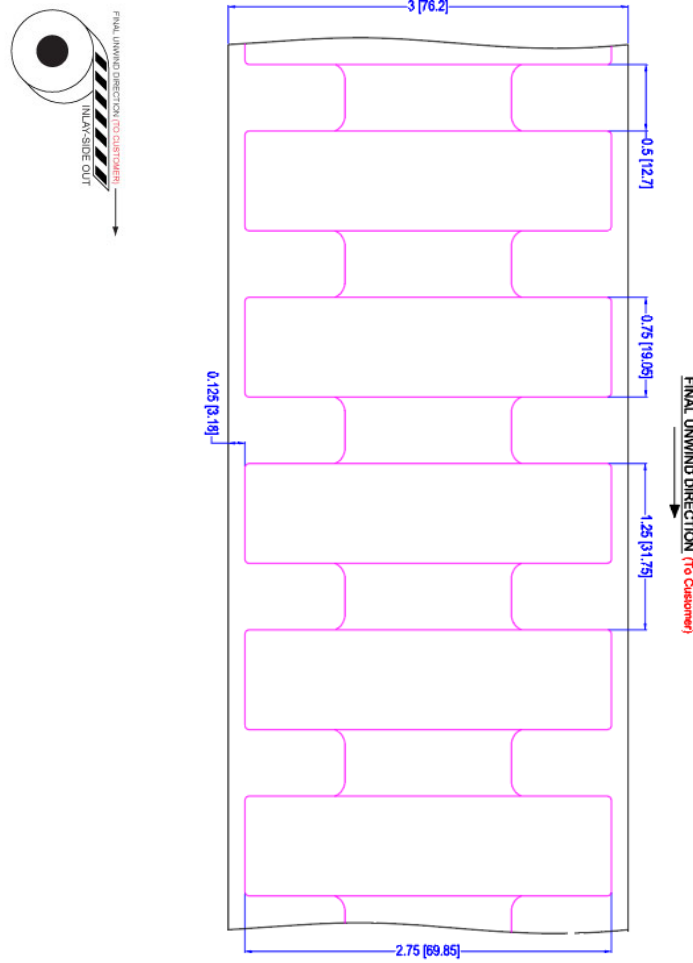 3 [76.2]
FINAL UNWIND DIRECTION (TO CUSTOMER)
INLAY-SIDE OUT
0.5 [12.7]
0.75 [19.05]
0.125 [3.18]
FINAL UNWIND DIRECTION (To Customer)
1.25 [31.75]
2.75 [69.85]